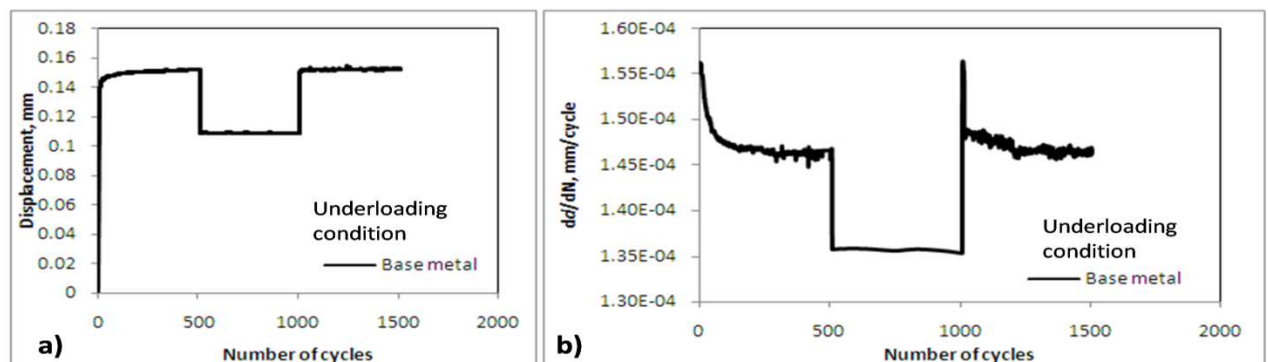 0.18
0.16
0.14
0.12
0.1
0.08
0.06
0.04
0.02
0
Displacement, mm
Underloading
condition
Base metal
0 500 1000 1500 2000
Number of cycles
a)
1.60E-04
1.55E-04
1.50E-04
1.45E-04
1.40E-04
1.35E-04
1.30E-04
dd/dN, mm/cycle
Underloading
condition
Base metal
0 500 1000 1500 2000
Number of cycles
b)